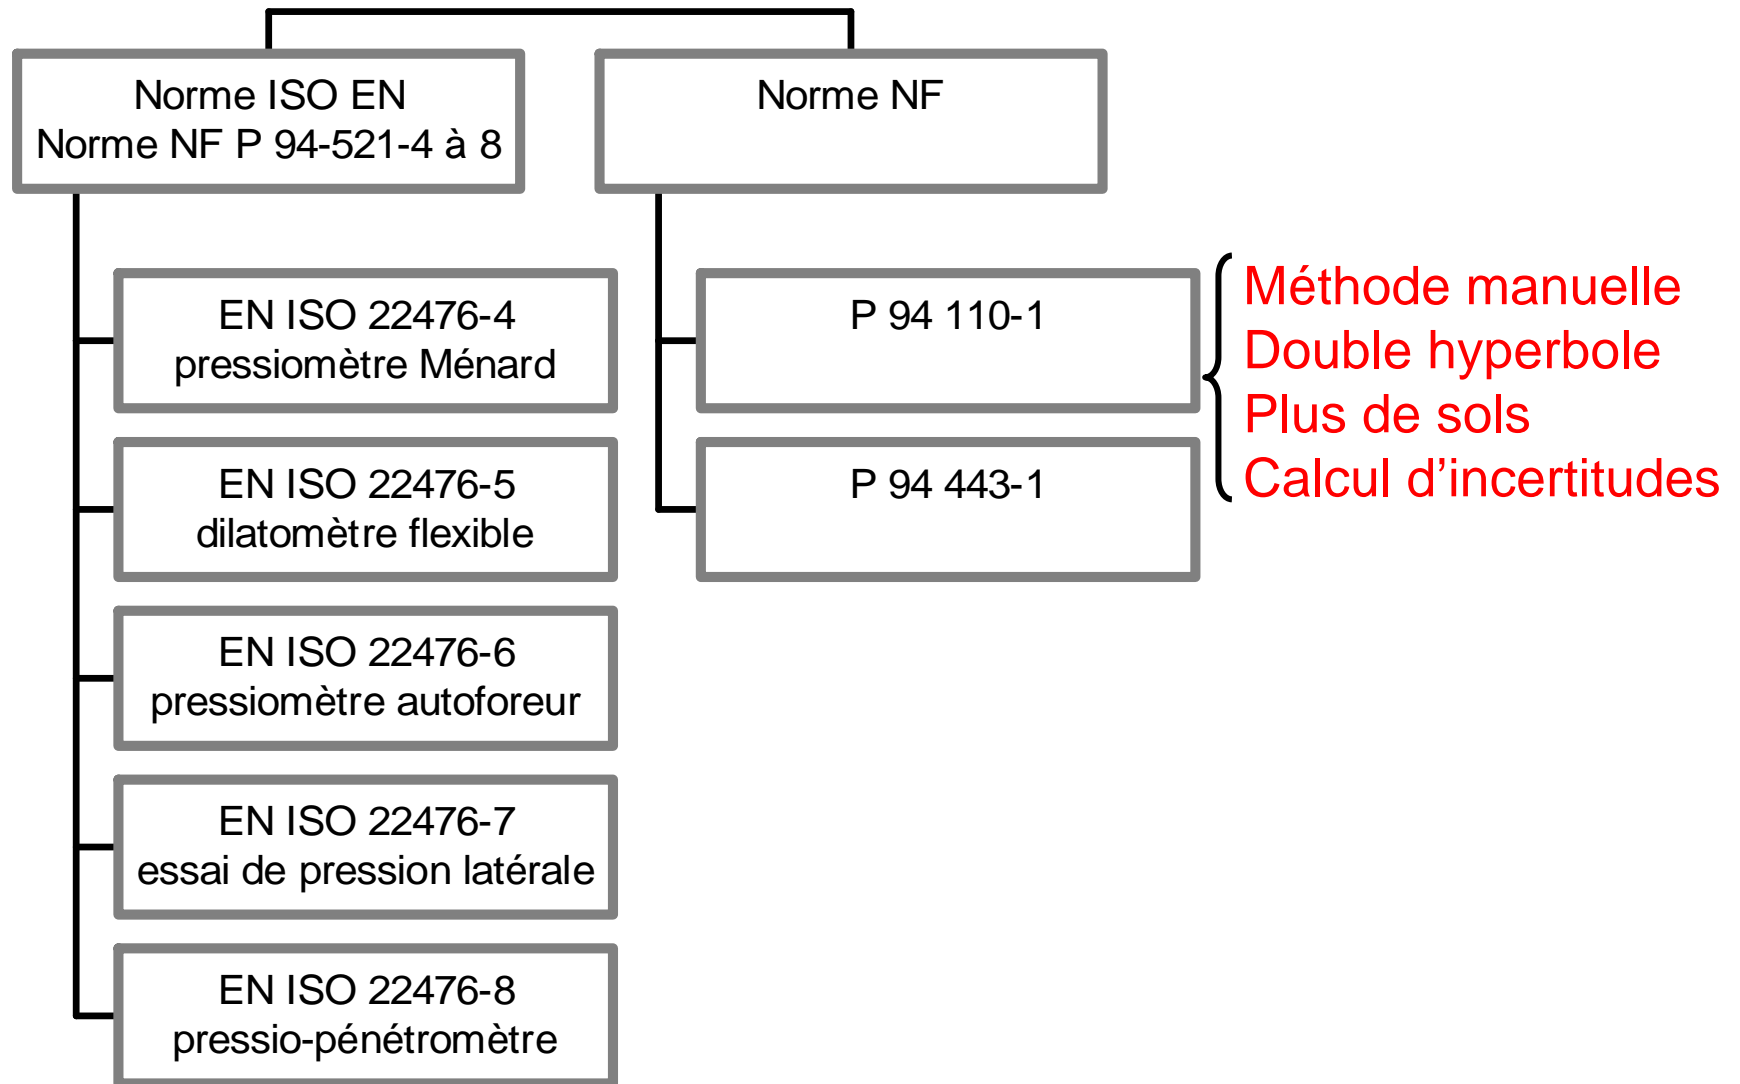 Norme ISO EN
Norme NF P 94-521-4 à 8
EN ISO 22476-4
pressiomètre Ménard
EN ISO 22476-5
dilatomètre flexible
EN ISO 22476-6
pressiomètre autoforeur
EN ISO 22476-7
essai de pression latérale
EN ISO 22476-8
pressio-pénétromètre
Norme NF
P 94 110-1
P 94 443-1
Méthode manuelle
Double hyperbole
Plus de sols
Calcul d’incertitudes